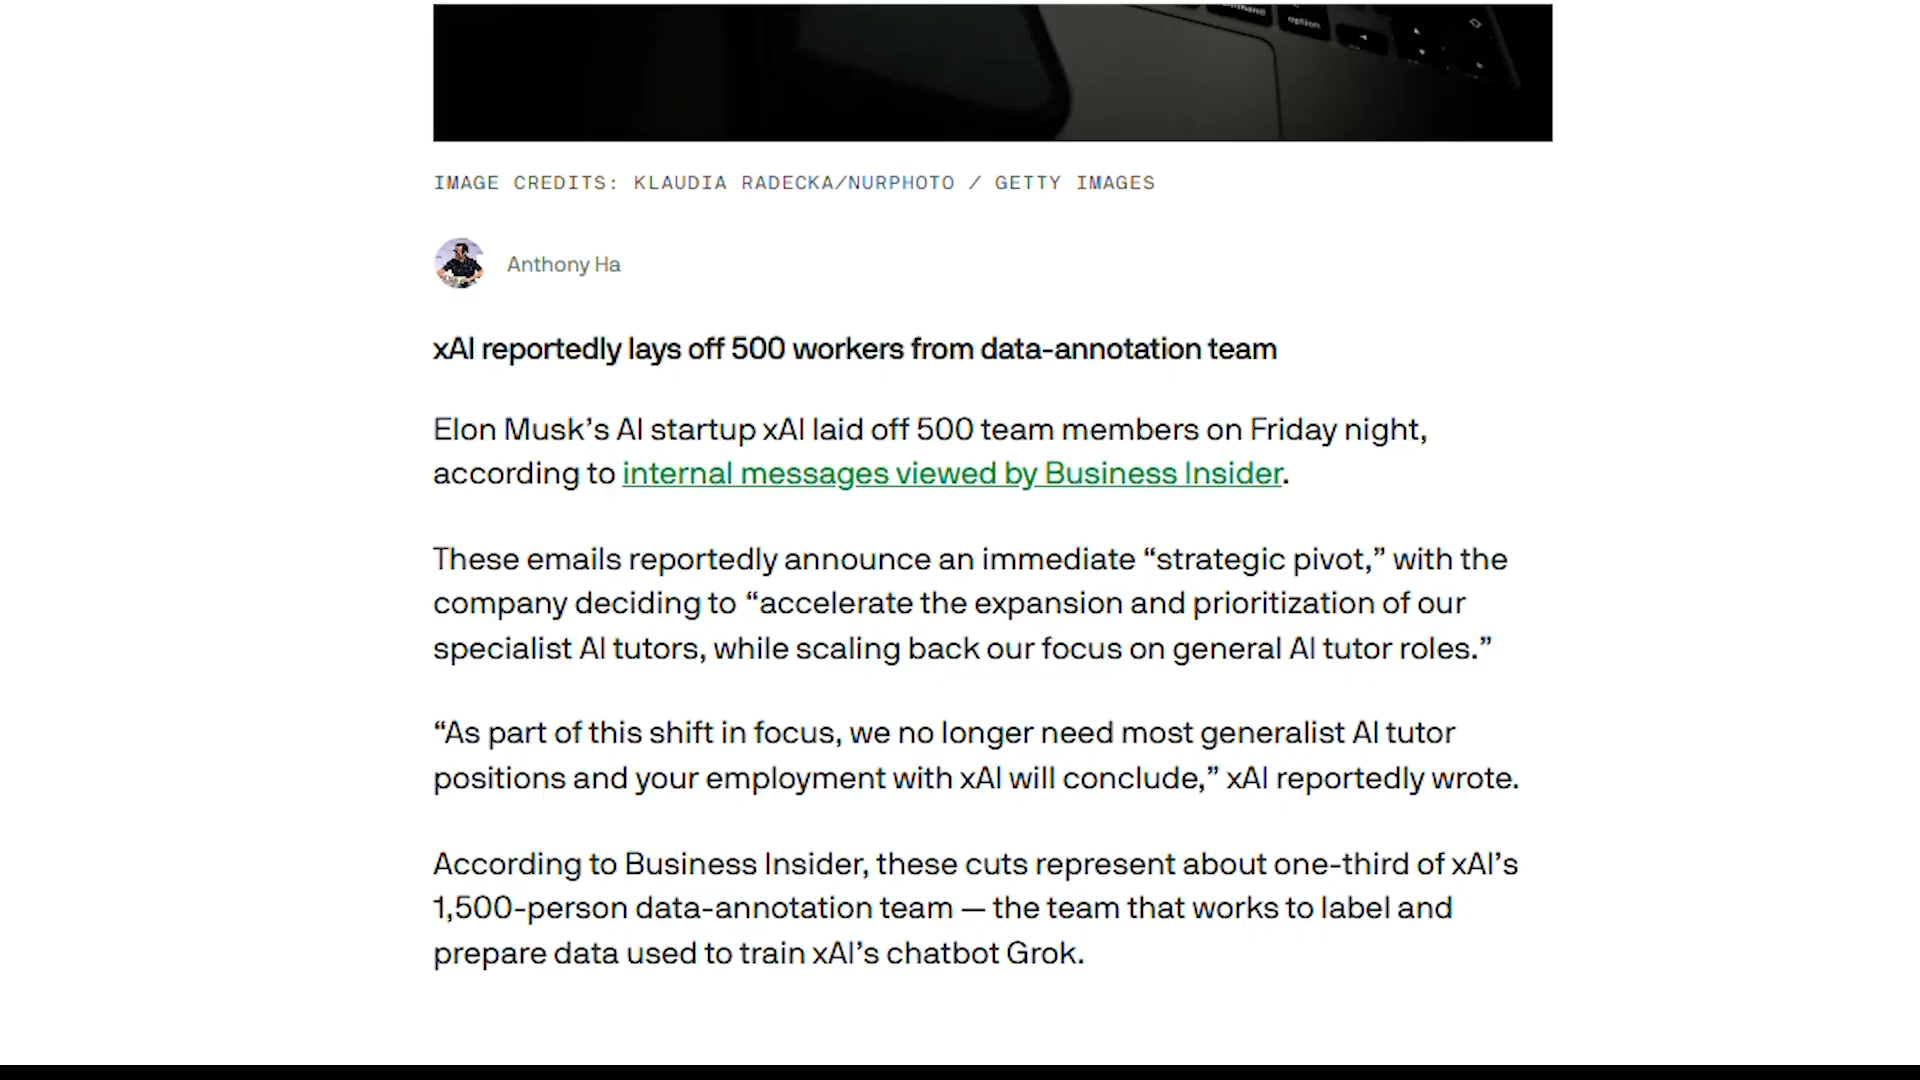 command
option
IMAGE CREDITS: KLAUDIA RADECKA/NURPHOTO / GETTY IMAGES
Anthony Ha
xAI reportedly lays off 500 workers from data-annotation team
Elon Musk’s AI startup xAI laid off 500 team members on Friday night,
according to internal messages viewed by Business Insider.
These emails reportedly announce an immediate “strategic pivot,” with the
company deciding to “accelerate the expansion and prioritization of our
specialist AI tutors, while scaling back our focus on general AI tutor roles.”
“As part of this shift in focus, we no longer need most generalist AI tutor
positions and your employment with xAI will conclude,” xAI reportedly wrote.
According to Business Insider, these cuts represent about one-third of xAI’s
1,500-person data-annotation team — the team that works to label and
prepare data used to train xAI’s chatbot Grok.